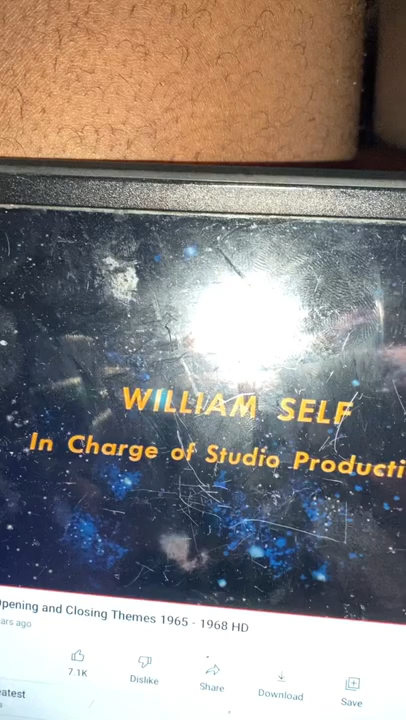 WILLIAM SELF
In Charge of Studio Producti
Opening and Closing Themes 1965 - 1968 HD
ars ago
7.1K
Dislike
Share
Download
Save
eatest